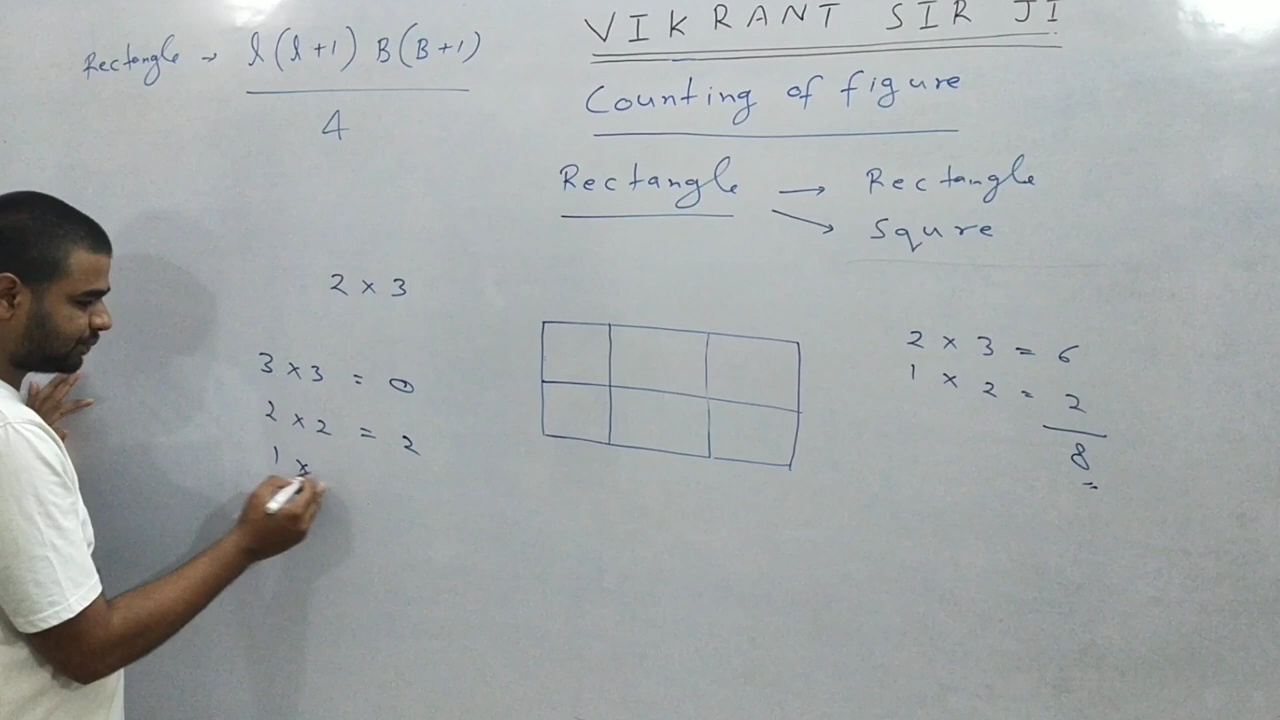 VIKRANT SIR JI
Counting of figure
Rectangle → l(l+1) B(B+1)
4
Rectangle → Rectangle
Squre
2 × 3
3 × 3 = 0
2 × 2 = 2
1 ×
2 × 3 = 6
1 × 2 = 2
8
=